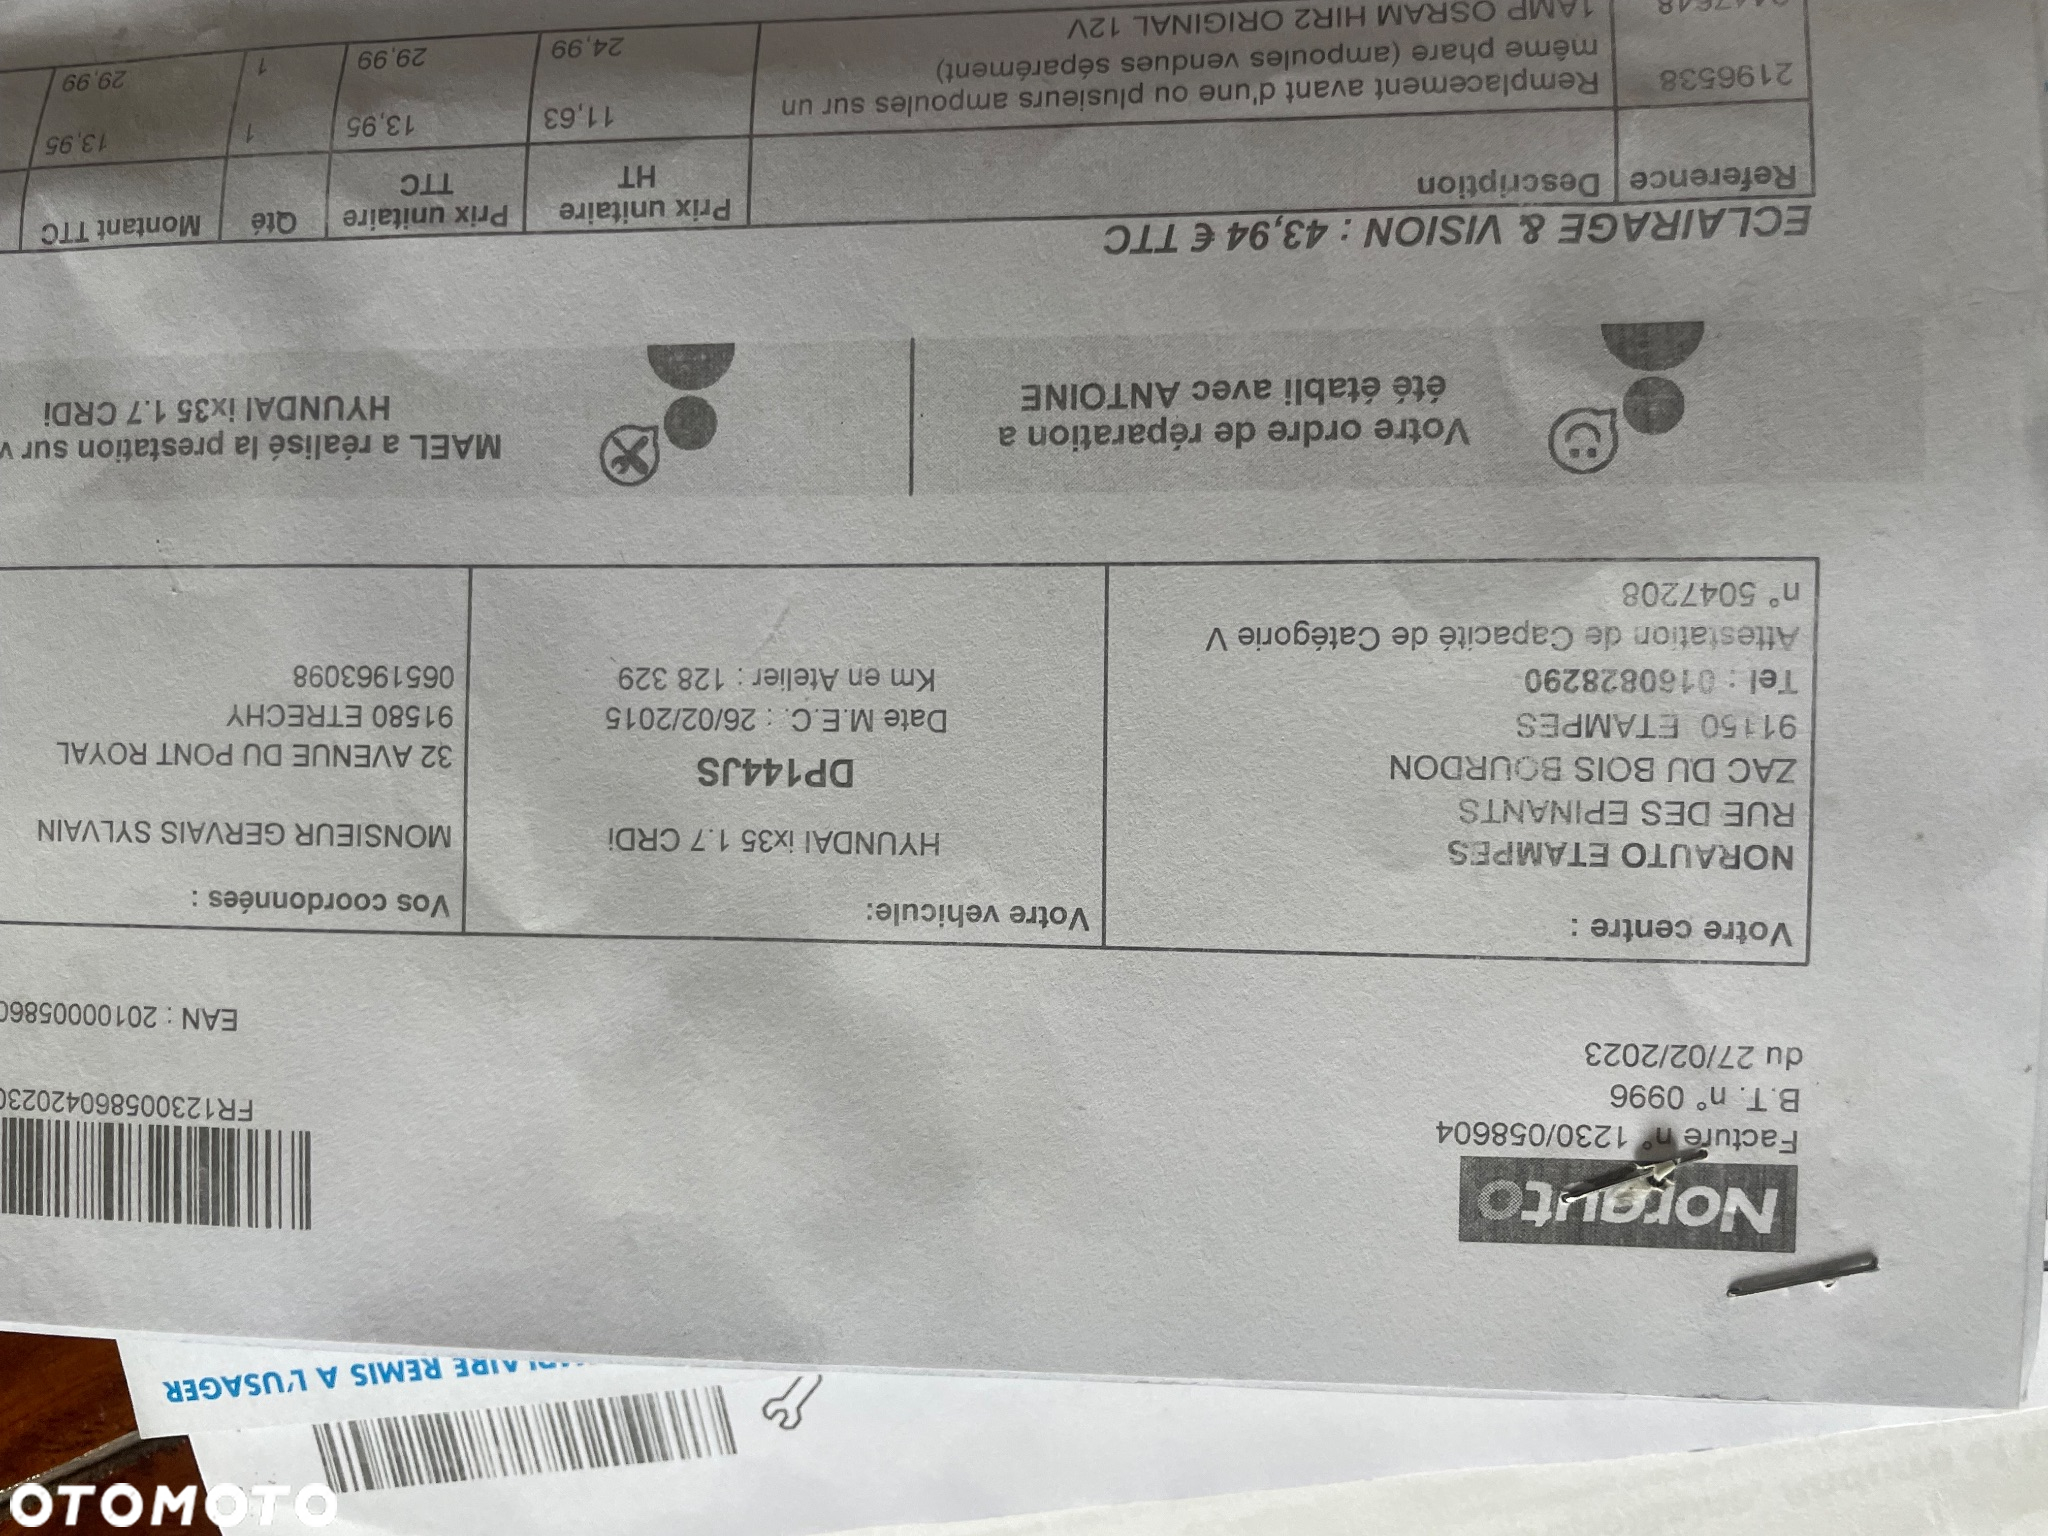 Norauto
Facture n° 1230/058604
B.T. n° 0996
du 27/02/2023
EAN : 20100005860
Votre centre :
NORAUTO ETAMPES
RUE DES EPINANTS
ZAC DU BOIS BOURDON
91150 ETAMPES
Tel : 0160828290
Attestation de Capacité de Catégorie V
n° 5047208
Votre vehicule:
HYUNDAI ix35 1.7 CRDi
DP144JS
Date M.E.C. : 26/02/2015
Km en Atelier : 128 329
Vos coordonnées :
MONSIEUR GERVAIS SYLVAIN
32 AVENUE DU PONT ROYAL
91580 ETRECHY
0651963098
Votre ordre de réparation a
été établi avec ANTOINE
MAEL a réalisé la prestation sur
HYUNDAI ix35 1.7 CRDi
ECLAIRAGE & VISION : 43,94 € TTC
Reference Description Prix unitaire HT Prix unitaire TTC Qté Montant TTC
2196538 Remplacement avant d'une ou plusieurs ampoules sur un 11,63 13,95 1 13,95
même phare (ampoules vendues séparément)
1AMP OSRAM HIR2 ORIGINAL 12V 24,99 29,99 1 29,99
REMIS A L'USAGER
OTOMOTO